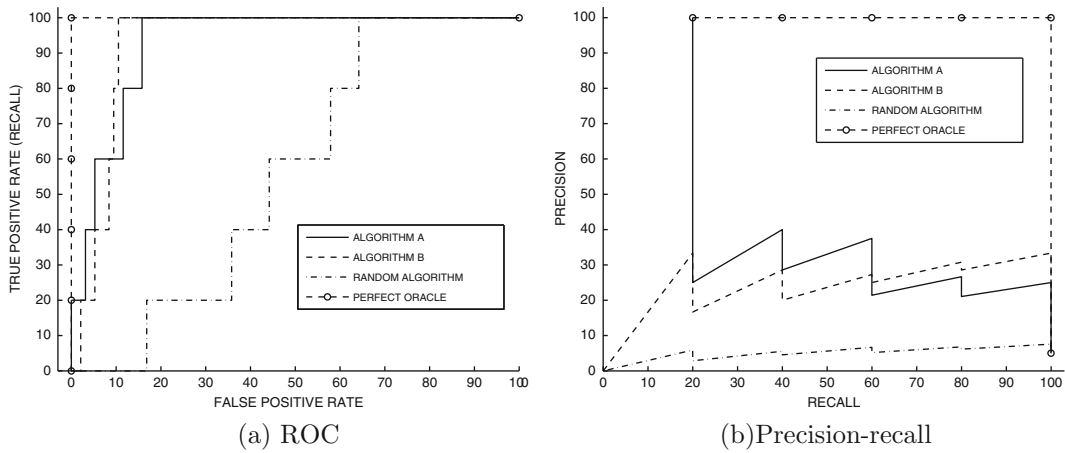 TRUE POSITIVE RATE (RECALL)
100
90
80
70
60
50
40
30
20
10
0
0 10 20 30 40 50 60 70 80 90 100
ALGORITHM A
ALGORITHM B
RANDOM ALGORITHM
PERFECT ORACLE
FALSE POSITIVE RATE
(a) ROC
PRECISION
100
90
80
70
60
50
40
30
20
10
0
ALGORITHM A
ALGORITHM B
RANDOM ALGORITHM
PERFECT ORACLE
0 10 20 30 40 50 60 70 80 90 100
RECALL
(b)Precision-recall